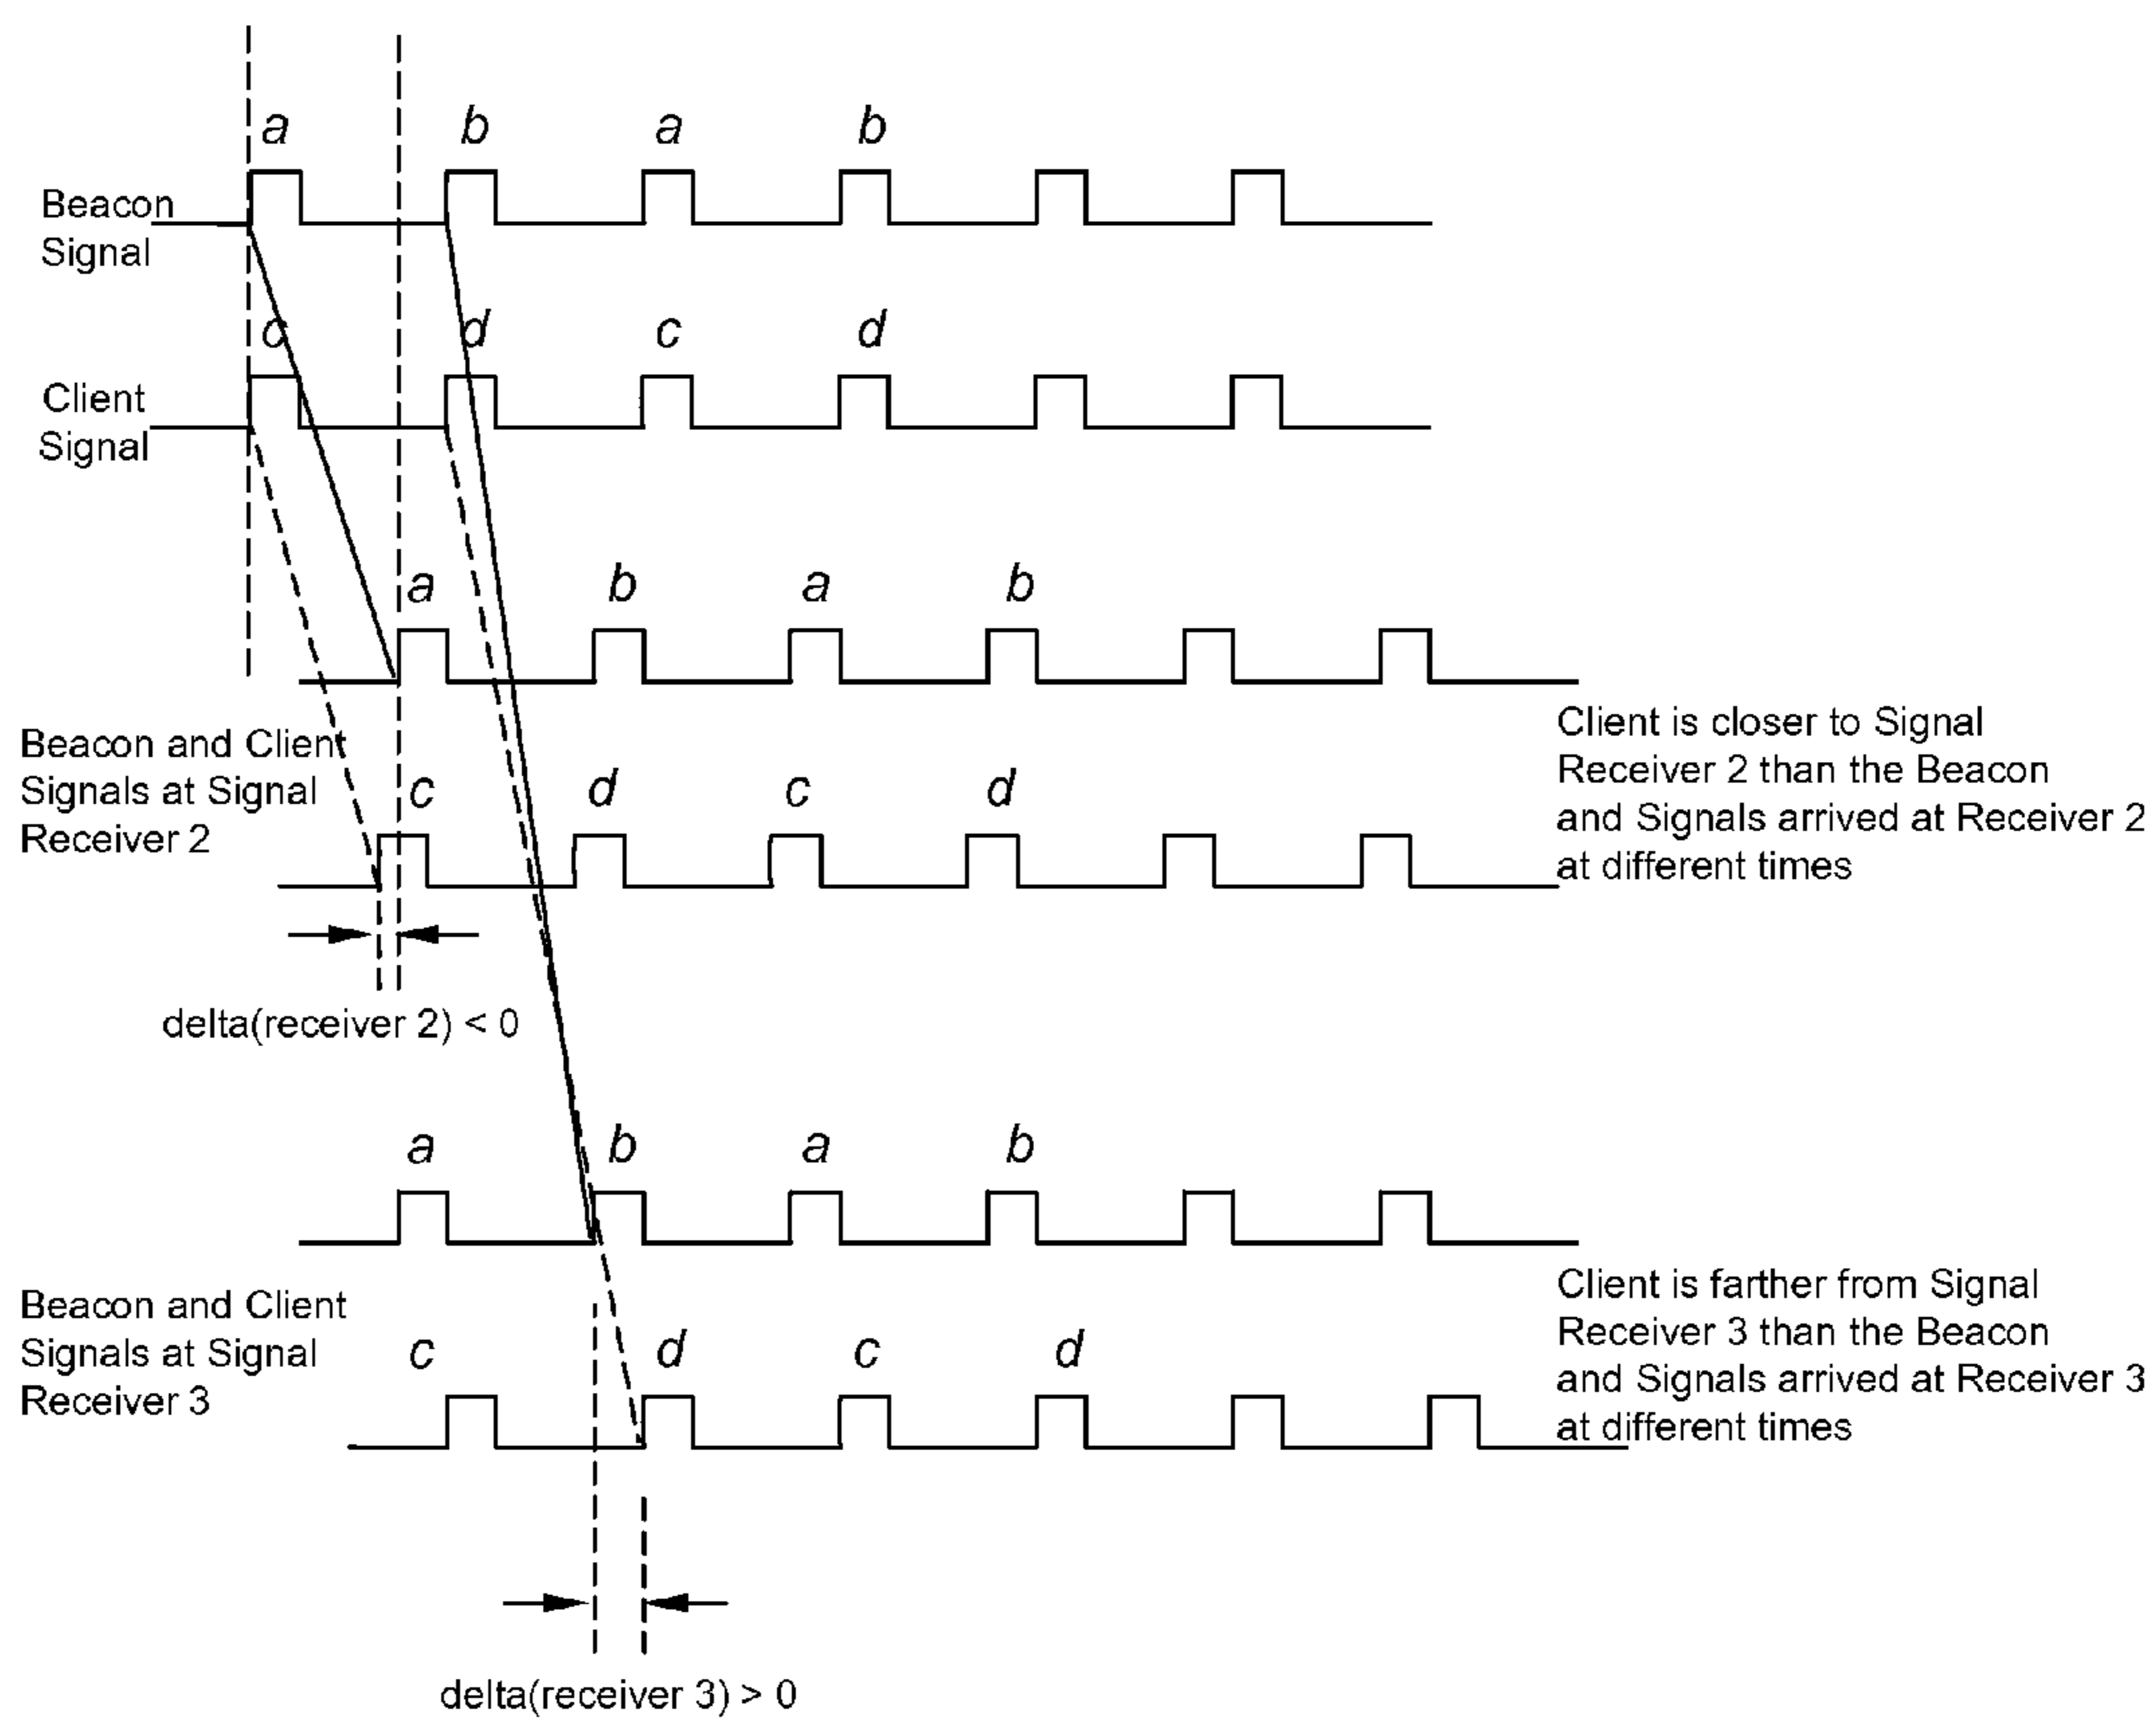 a b a b
Beacon
Signal
c d c d
Client
Signal
a b a b
Beacon and Client
Signals at Signal
Receiver 2
c d c d
Client is closer to Signal
Receiver 2 than the Beacon
and Signals arrived at Receiver 2
at different times
delta(receiver 2) < 0
a b a b
Beacon and Client
Signals at Signal
Receiver 3
c d c d
Client is farther from Signal
Receiver 3 than the Beacon
and Signals arrived at Receiver 3
at different times
delta(receiver 3) > 0